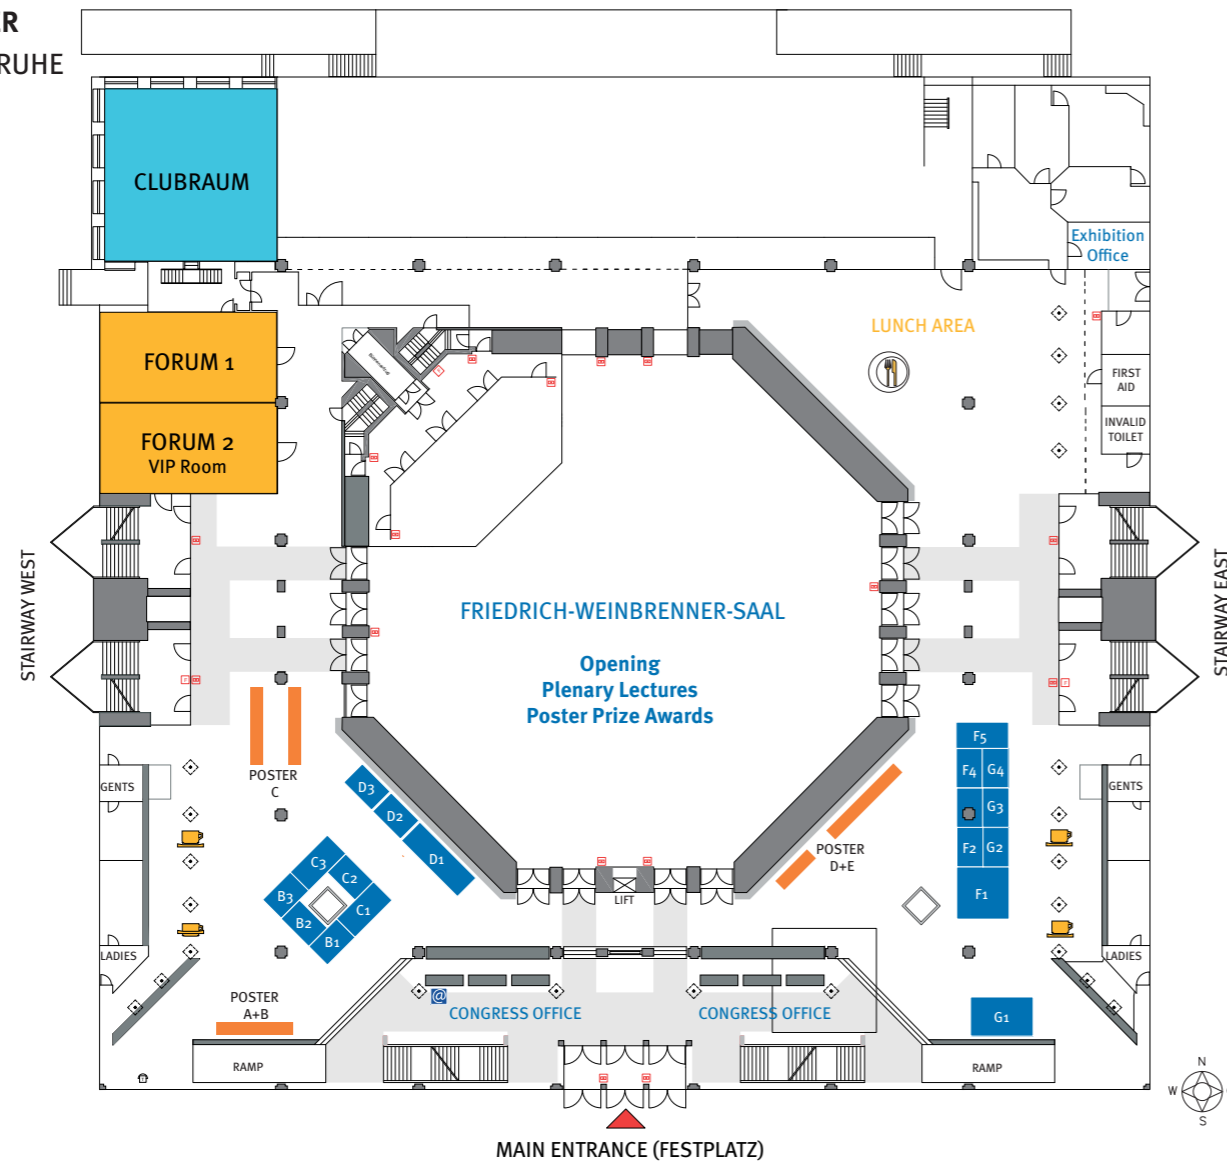 ER
RUHE
CLUBRAUM
Exhibition
Office
LUNCH AREA
FORUM 1
FIRST
AID
FORUM 2
VIP Room
INVALID
TOILET
STAIRWAY WEST
STAIRWAY EAST
FRIEDRICH-WEINBRENNER-SAAL
Opening
Plenary Lectures
Poster Prize Awards
POSTER
C
GENTS
D3
D2
D1
POSTER
D+E
F5
F4
G4
G3
F2
G2
F1
GENTS
C3
C2
B3
C1
B2
B1
LIFT
LADIES
LADIES
POSTER
A+B
@
CONGRESS OFFICE
CONGRESS OFFICE
G1
RAMP
RAMP
N
W
S
MAIN ENTRANCE (FESTPLATZ)